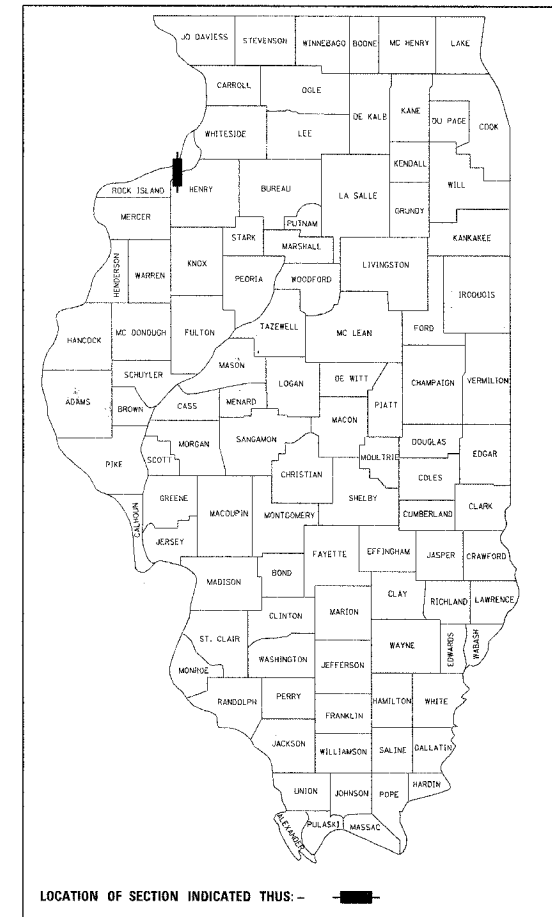 JO DAVIESS
STEVENSON
WINNEBAGO
BOONE
MC HENRY
LAKE
CARROLL
OGLE
DE KALB
KANE
DU PAGE
COOK
WHITESIDE
LEE
KENDALL
WILL
ROCK ISLAND
HENRY
BUREAU
LA SALLE
GRUNDY
MERCER
PUTNAM
KANKAKEE
STARK
MARSHALL
HENDERSON
WARREN
KNOX
PEORIA
WOODFORD
LIVINGSTON
IROQUOIS
HANCOCK
MC DONOUGH
FULTON
TAZEWELL
MC LEAN
FORD
SCHUYLER
MASON
LOGAN
DE WITT
CHAMPAIGN
VERMILION
ADAMS
BROWN
CASS
MENARD
MACON
PIATT
PIKE
SCOTT
MORGAN
SANGAMON
CHRISTIAN
MOULTRIE
DOUGLAS
EDGAR
COLES
SHELBY
CALHOUN
GREENE
MACOUPIN
MONTGOMERY
CUMBERLAND
CLARK
JERSEY
FAYETTE
EFFINGHAM
JASPER
CRAWFORD
MADISON
BOND
CLAY
RICHLAND
LAWRENCE
CLINTON
MARION
ST. CLAIR
WAYNE
EDWARDS
WABASH
WASHINGTON
JEFFERSON
MONROE
RANDOLPH
PERRY
HAMILTON
WHITE
FRANKLIN
JACKSON
WILLIAMSON
SALINE
GALLATIN
UNION
JOHNSON
POPE
HARDIN
ALEXANDER
PULASKI
MASSAC
LOCATION OF SECTION INDICATED THUS: -